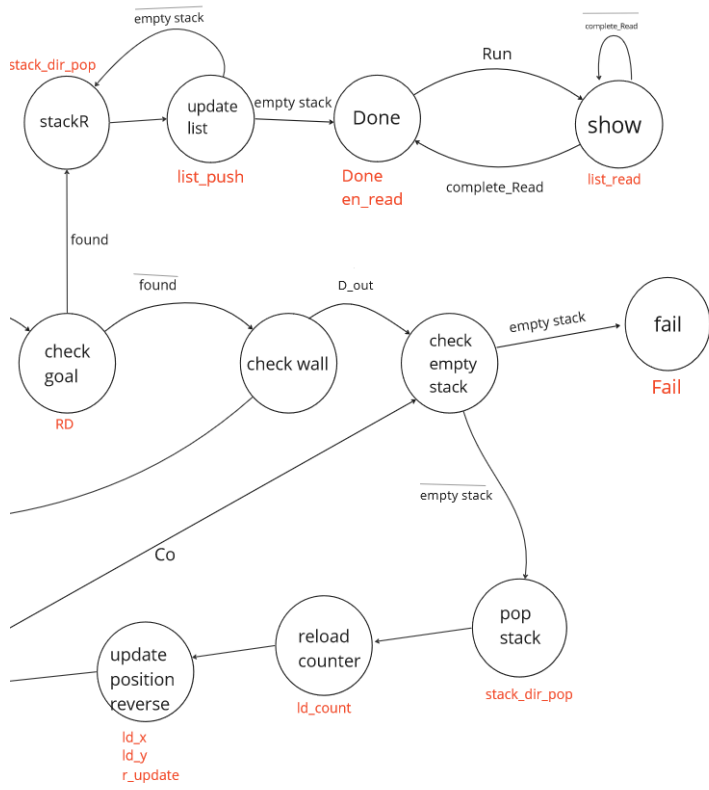 empty stack
complete_Read
Run
stack_dir_pop
stackR
update
list
empty stack
Done
show
list_push
Done
en_read
complete_Read
list_read
found
found
D_out
check
goal
check wall
check
empty
stack
empty stack
fail
Fail
RD
empty stack
Co
pop
stack
reload
counter
update
position
reverse
stack_dir_pop
ld_count
ld_x
ld_y
r_update